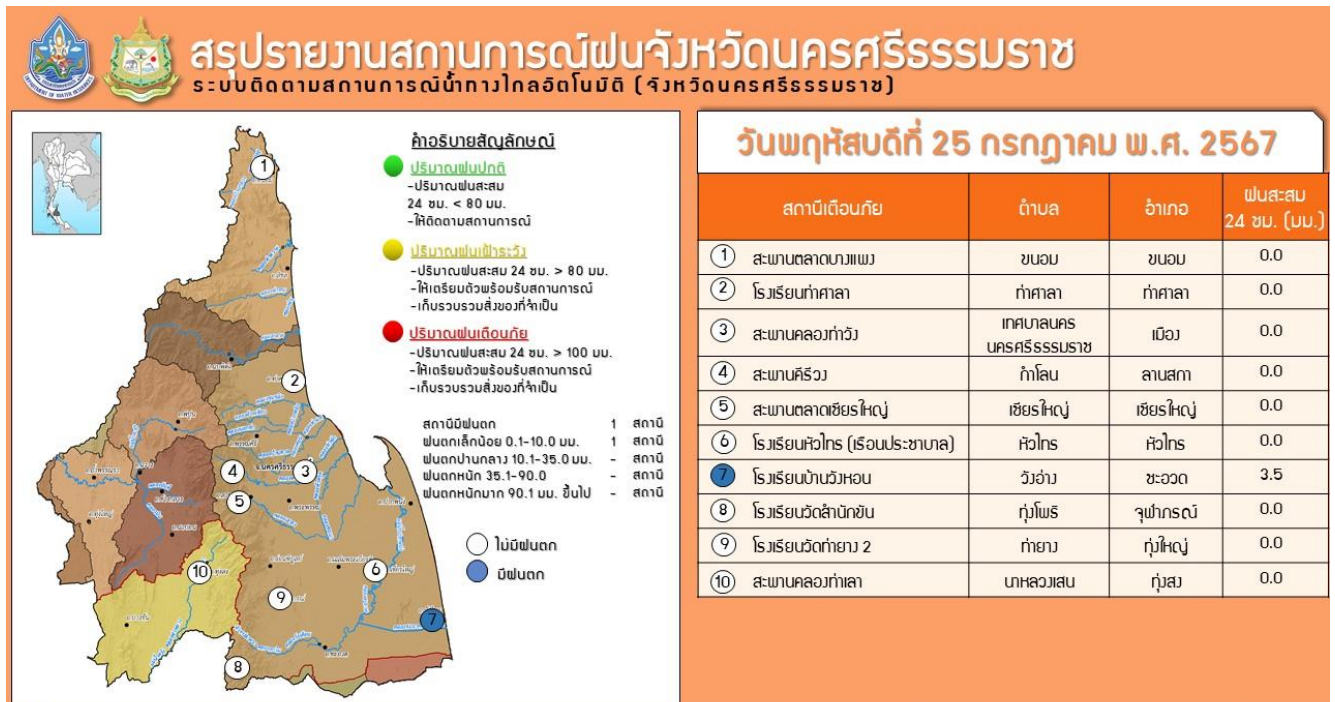 สรุปรายงานสถานการณ์ฝนจังหวัดนครศรีธรรมราช
ระบบติดตามสถานการณ์น้ำทางไกลอัตโนมัติ (จังหวัดนครศรีธรรมราช)
คำอธิบายสัญลักษณ์
ปริมาณฝนปกติ
-ปริมาณฝนสะสม
24 ชม. < 80 มม.
-ให้ติดตามสถานการณ์
ปริมาณฝนเฝ้าระวัง
-ปริมาณฝนสะสม 24 ชม. > 80 มม.
-ให้เตรียมตัวพร้อมรับสถานการณ์
-เก็บรวบรวมสิ่งของที่จำเป็น
ปริมาณฝนเตือนภัย
-ปริมาณฝนสะสม 24 ชม. > 100 มม.
-ให้เตรียมตัวพร้อมรับสถานการณ์
-เก็บรวบรวมสิ่งของที่จำเป็น
สถานีมีฝนตก 1 สถานี
ฝนตกเล็กน้อย 0.1-10.0 มม. 1 สถานี
ฝนตกปานกลาง 10.1-35.0 มม. - สถานี
ฝนตกหนัก 35.1-90.0 - สถานี
ฝนตกหนักมาก 90.1 มม. ขึ้นไป - สถานี
ไม่มีฝนตก
มีฝนตก
1
2
4
3
5
10
6
9
7
8
วันพฤหัสบดีที่ 25 กรกฎาคม พ.ศ. 2567
สถานีเตือนภัย ตำบล อำเภอ ฝนสะสม 24 ชม. (มม.)
1 สะพานตลาดบางแพง ขนอม ขนอม 0.0
2 โรงเรียนท่าศาลา ท่าศาลา ท่าศาลา 0.0
3 สะพานคลองท่าวัง เทศบาลนคร นครศรีธรรมราช เมือง 0.0
4 สะพานคีรีวง กำโลน ลานสกา 0.0
5 สะพานตลาดเชียรใหญ่ เชียรใหญ่ เชียรใหญ่ 0.0
6 โรงเรียนหัวไทร (เรือนประชาบาล) หัวไทร หัวไทร 0.0
7 โรงเรียนบ้านวังหอน วังอ่าง ชะอวด 3.5
8 โรงเรียนวัดสำนักขัน ทุ่งโพธิ จุฬาภรณ์ 0.0
9 โรงเรียนวัดท่ายาง 2 ท่ายาง ทุ่งใหญ่ 0.0
10 สะพานคลองท่าเลา นาหลวงเสน ทุ่งสง 0.0